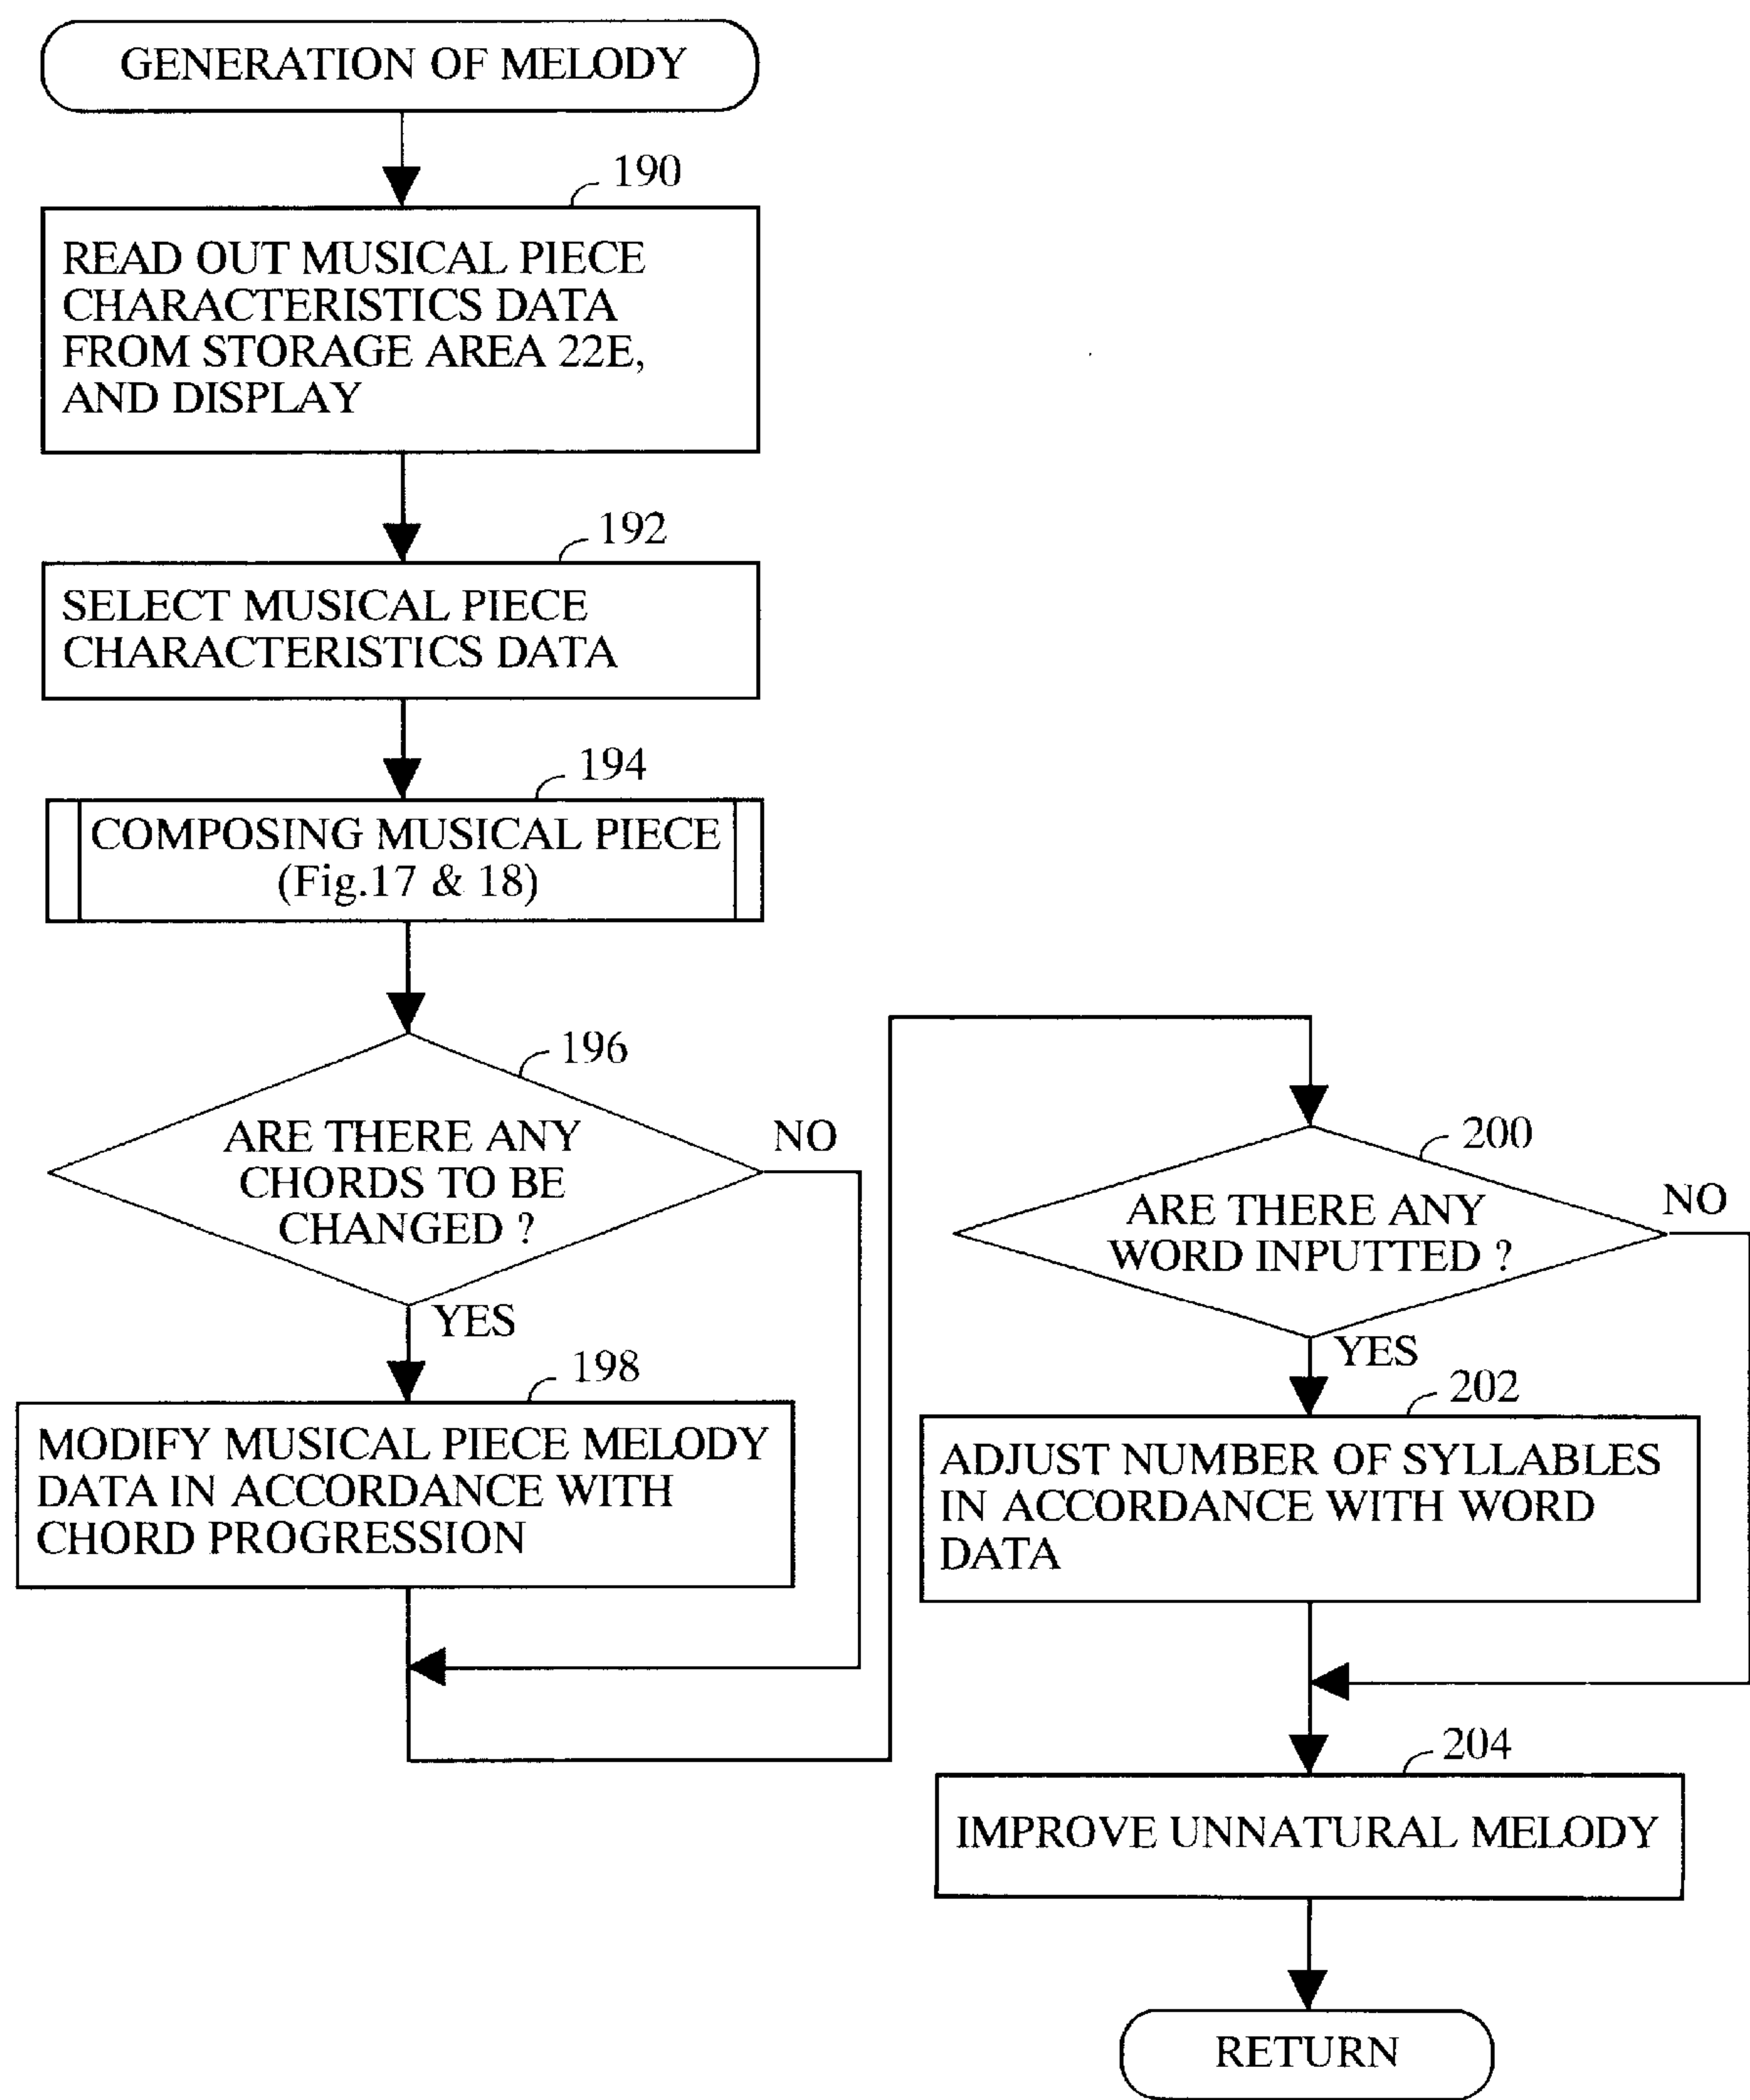 GENERATION OF MELODY
190
READ OUT MUSICAL PIECE
CHARACTERISTICS DATA
FROM STORAGE AREA 22E,
AND DISPLAY
192
SELECT MUSICAL PIECE
CHARACTERISTICS DATA
194
COMPOSING MUSICAL PIECE
(Fig.17 & 18)
196
ARE THERE ANY
CHORDS TO BE
CHANGED ?
NO
YES
198
MODIFY MUSICAL PIECE MELODY
DATA IN ACCORDANCE WITH
CHORD PROGRESSION
200
ARE THERE ANY
WORD INPUTTED ?
NO
YES
202
ADJUST NUMBER OF SYLLABLES
IN ACCORDANCE WITH WORD
DATA
204
IMPROVE UNNATURAL MELODY
RETURN